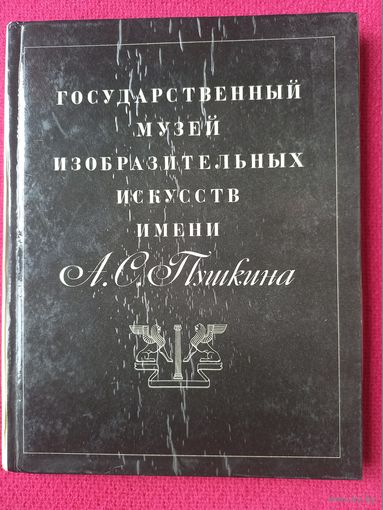 ГОСУДАРСТВЕННЫЙ
МУЗЕЙ
ИЗОБРАЗИТЕЛЬНЫХ
ИСКУССТВ
ИМЕНИ
А.С.Пушкина